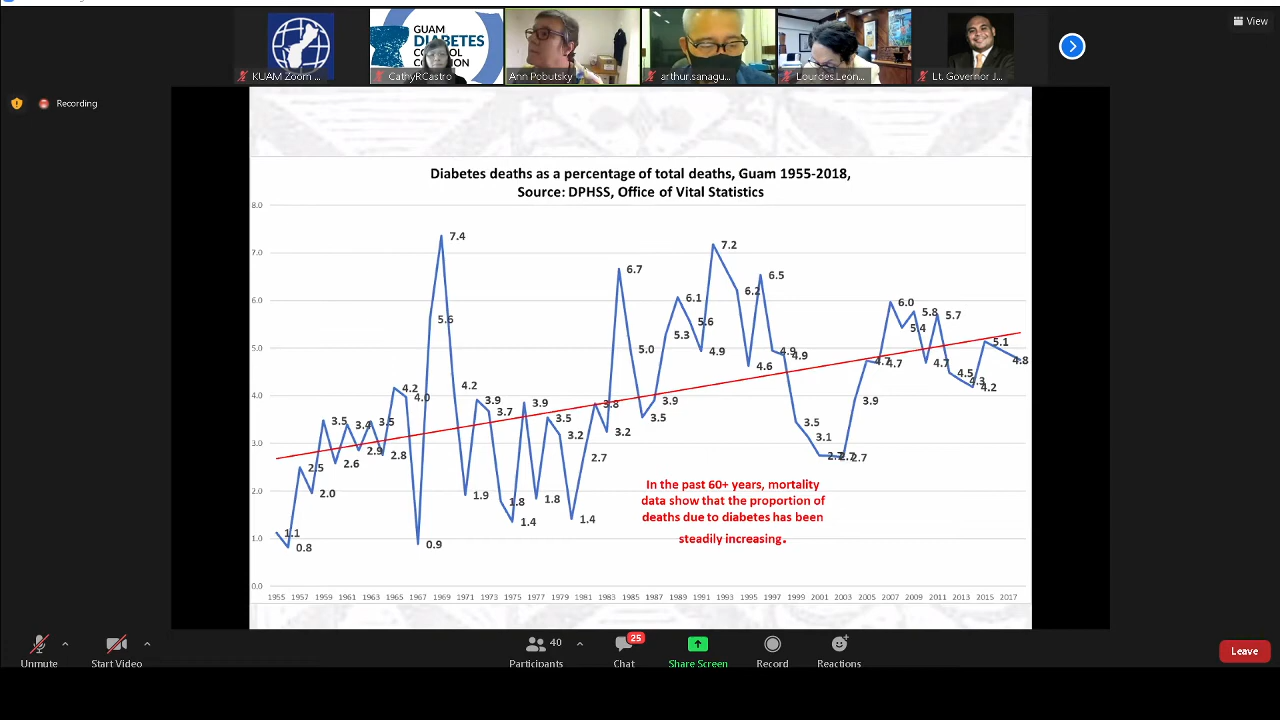 View
GUAM
DIABETES
CONTROL
COALITION
KUAM Zoom ...
CathyRCastro
Ann Pobutsky
arthur.sanagu...
Lourdes.Leon...
Lt. Governor J...
Recording
Diabetes deaths as a percentage of total deaths, Guam 1955-2018,
Source: DPHSS, Office of Vital Statistics
8.0
7.0
6.0
5.0
4.0
3.0
2.0
1.0
0.0
1.1
0.8
2.5
2.0
3.5
2.6
3.4
2.9
3.5
2.8
4.2
4.0
0.9
5.6
7.4
4.2
1.9
3.9
3.7
1.8
1.4
3.9
1.8
3.5
3.2
1.4
2.7
3.8
3.2
6.7
5.0
3.5
3.9
5.3
6.1
5.6
4.9
7.2
6.2
4.6
6.5
4.9
4.9
3.5
3.1
2.7
2.7
2.7
3.9
4.7
4.7
6.0
5.4
5.8
4.7
5.7
4.5
4.3
4.2
5.1
4.8
In the past 60+ years, mortality
data show that the proportion of
deaths due to diabetes has been
steadily increasing.
1955 1957 1959 1961 1963 1965 1967 1969 1971 1973 1975 1977 1979 1981 1983 1985 1987 1989 1991 1993 1995 1997 1999 2001 2003 2005 2007 2009 2011 2013 2015 2017
40
25
Unmute
Start Video
Participants
Chat
Share Screen
Record
Reactions
Leave